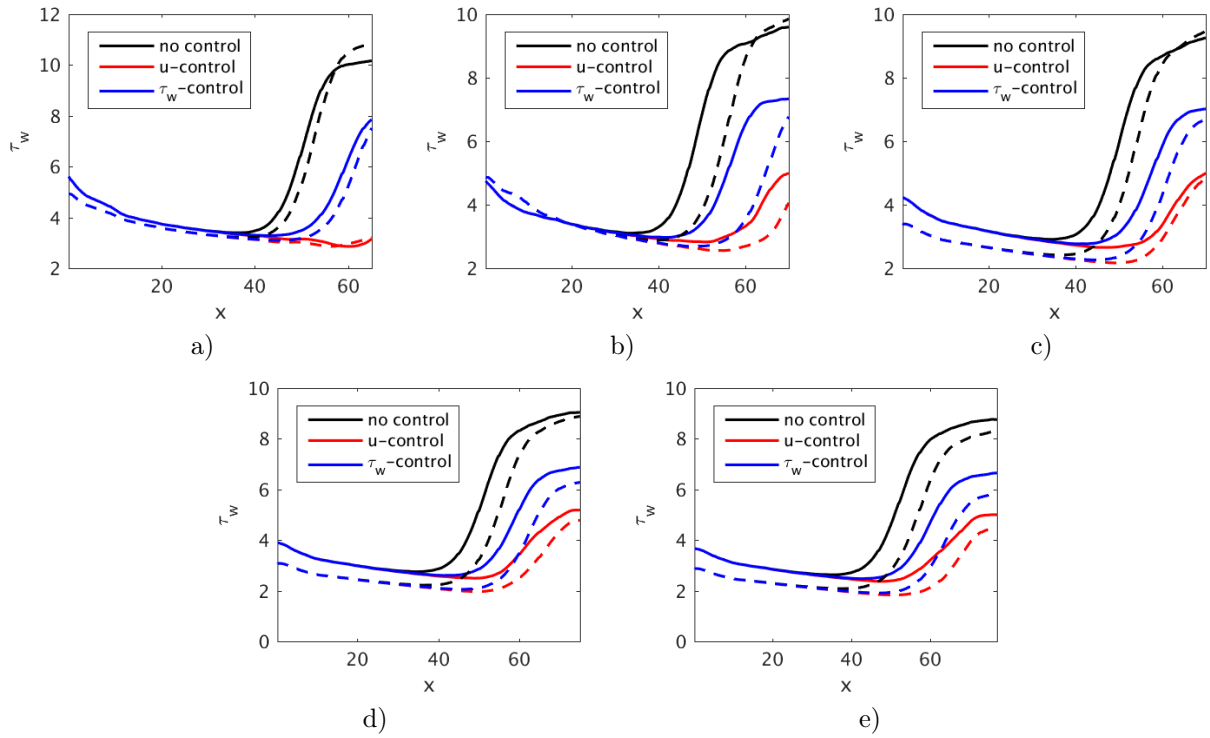 12
10
8
6
4
2
20
40
60
τw
x
no control
u-control
τw-control
a)
10
8
6
4
2
20
40
60
τw
x
no control
u-control
τw-control
b)
10
8
6
4
2
20
40
60
τw
x
no control
u-control
τw-control
c)
10
8
6
4
2
0
20
40
60
τw
x
no control
u-control
τw-control
d)
10
8
6
4
2
0
20
40
60
τw
x
no control
u-control
τw-control
e)